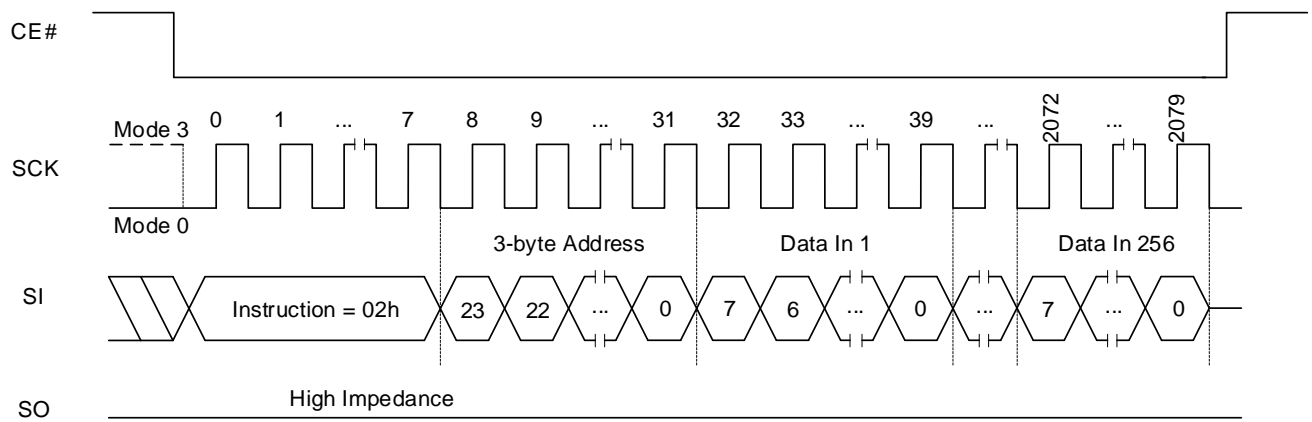 CE#
Mode 3
0 1 ... 7 8 9 ... 31 32 33 ... 39 ... 2072 ... 2079
SCK
Mode 0
3-byte Address Data In 1 Data In 256
SI
Instruction = 02h 23 22 ... 0 7 6 ... 0 ... 7 ... 0
High Impedance
SO